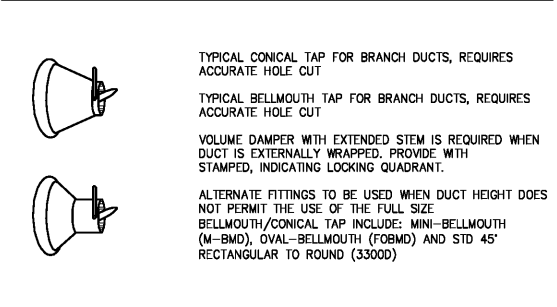 TYPICAL CONICAL TAP FOR BRANCH DUCTS, REQUIRES
ACCURATE HOLE CUT
TYPICAL BELLMOUTH TAP FOR BRANCH DUCTS, REQUIRES
ACCURATE HOLE CUT
VOLUME DAMPER WITH EXTENDED STEM IS REQUIRED WHEN
DUCT IS EXTERNALLY WRAPPED. PROVIDE WITH
STAMPED, INDICATING LOCKING QUADRANT.
ALTERNATE FITTINGS TO BE USED WHEN DUCT HEIGHT DOES
NOT PERMIT THE USE OF THE FULL SIZE
BELLMOUTH/CONICAL TAP INCLUDE: MINI-BELLMOUTH
(M-BMD), OVAL-BELLMOUTH (FOBMD) AND STD 45°
RECTANGULAR TO ROUND (3300D)